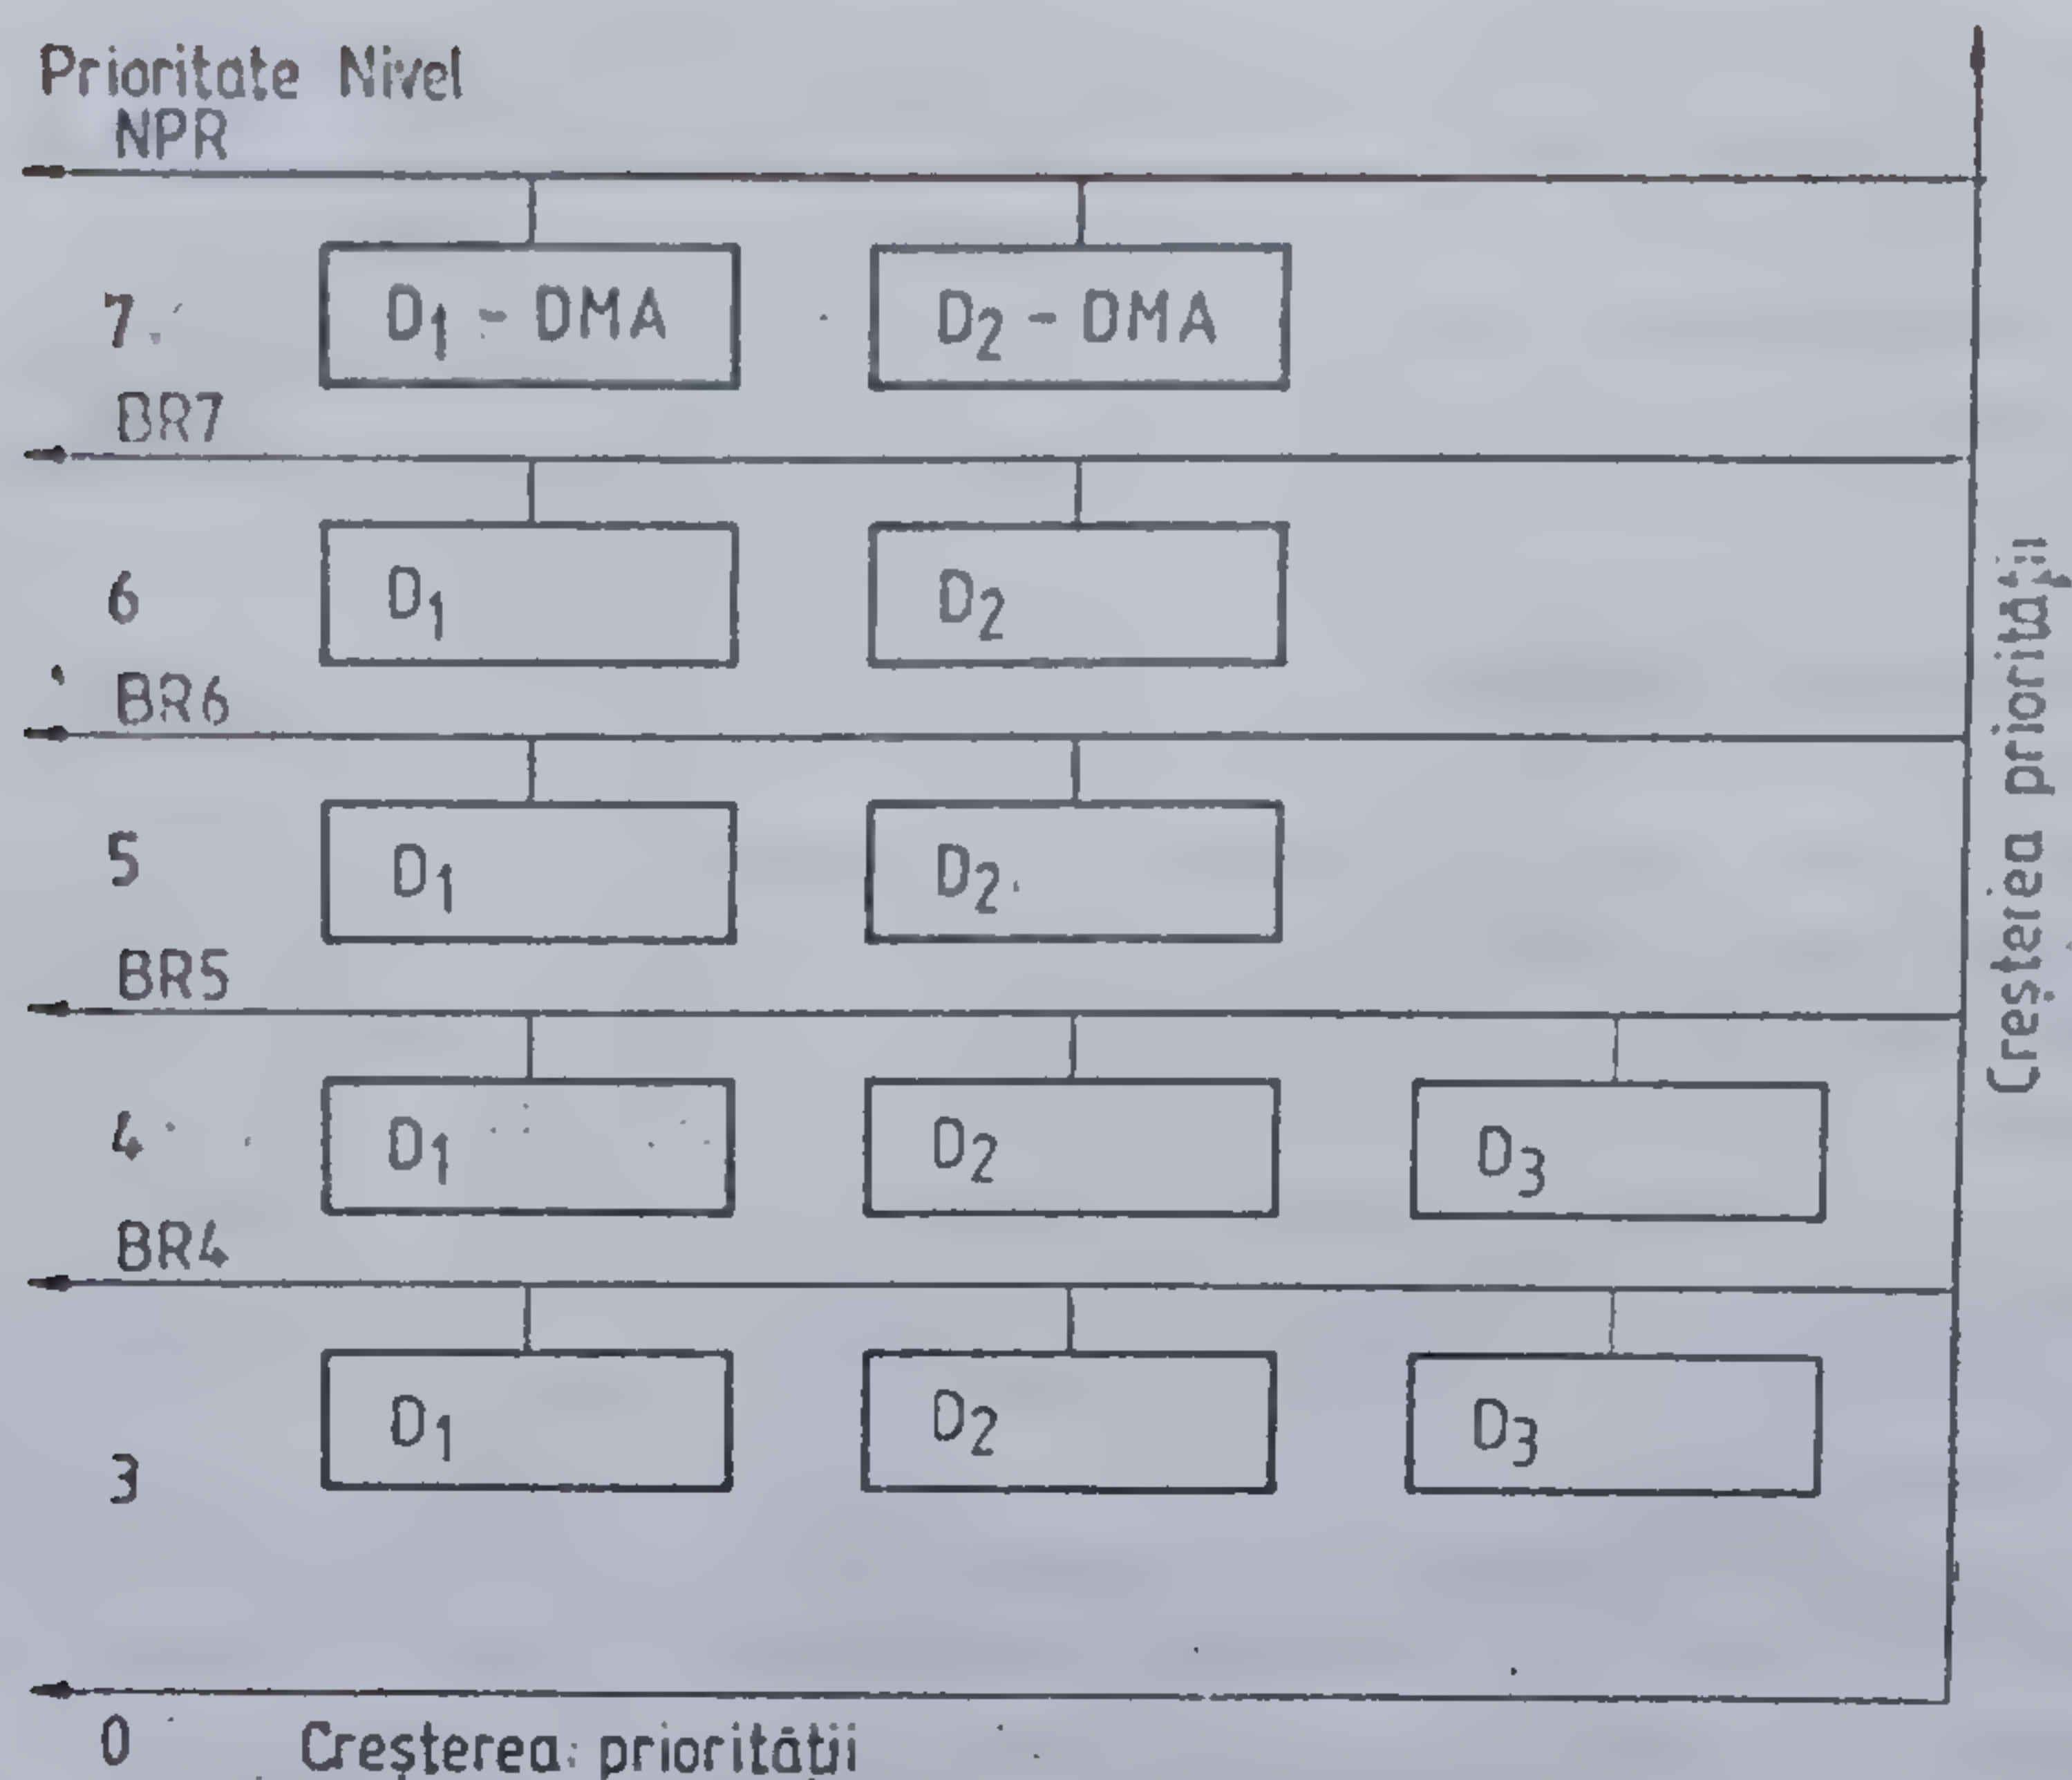 Prioritate Nivel
NPR
7 D1 - DMA D2 - DMA
BR7
6 D1 D2
BR6
5 D1 D2
BR5
4 D1 D2 D3
BR4
3 D1 D2 D3
0 Creșterea priorității
Creșterea priorității